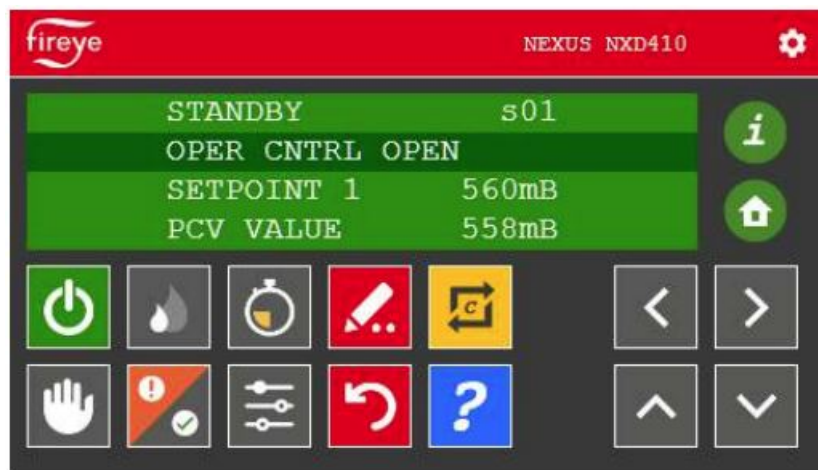 fireye
NEXUS NXD410
STANDBY s01
OPER CNTRL OPEN
SETPOINT 1 560mB
PCV VALUE 558mB
i
C
!
?